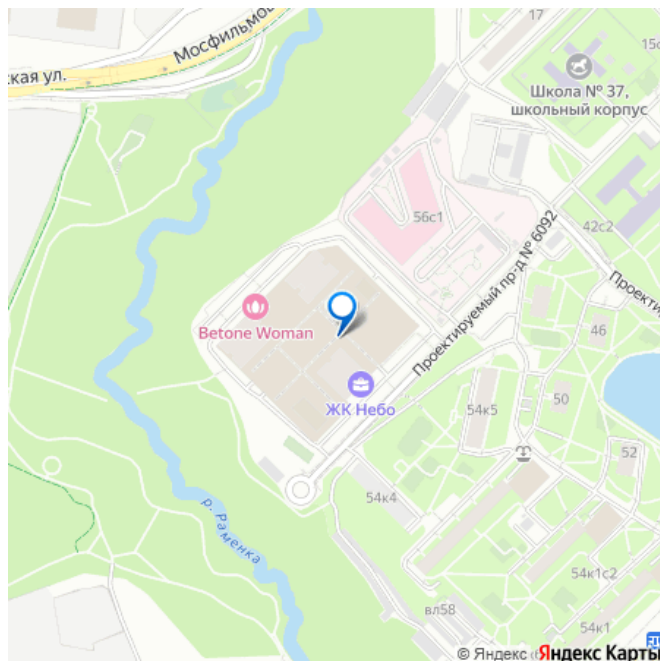 Мосфильмов
ская ул.
17
15с
Школа № 37,
школьный корпус
56с1
42с2
Проектируемый пр-д № 6092
Проектир
Betone Woman
46
ЖК Небо
50
54к5
52
54к4
р. Раменка
54к1с2
вл58
54к1
© Яндекс
Яндекс Карты